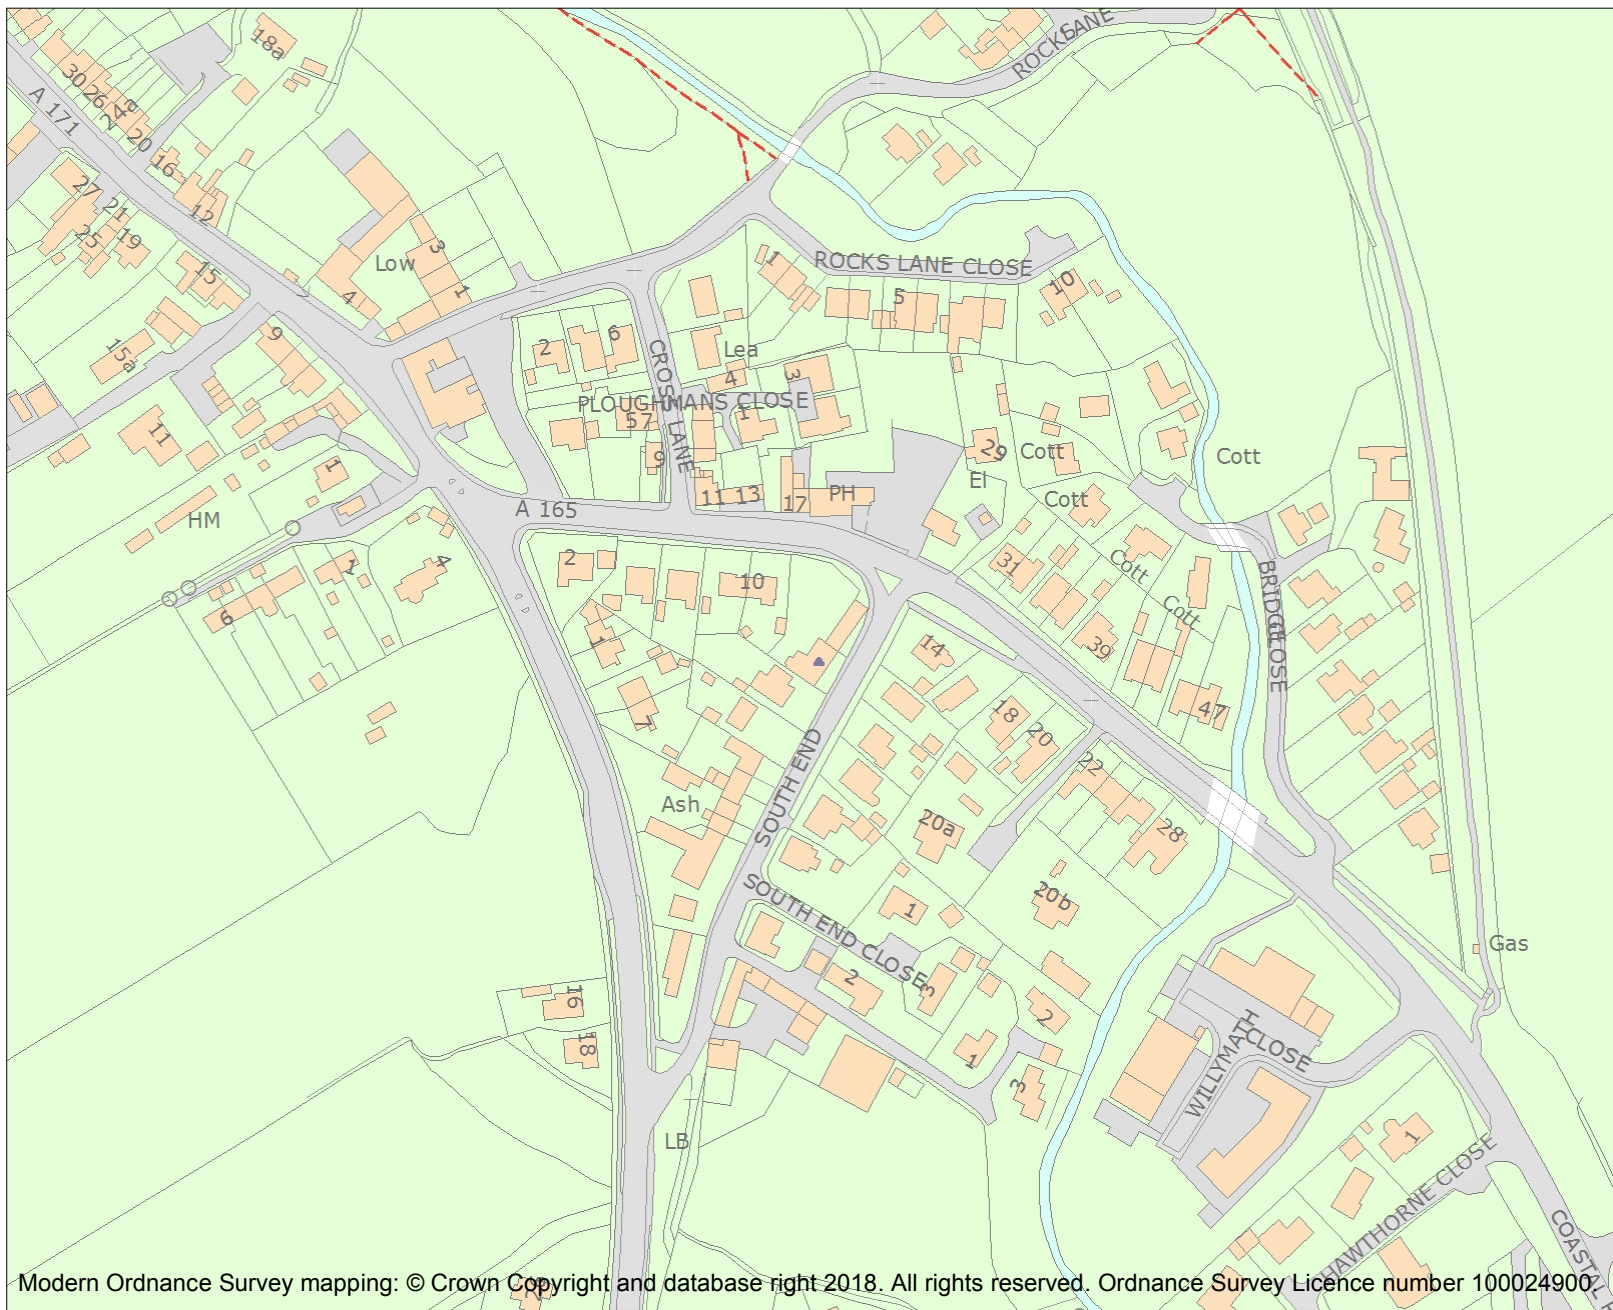 18a
ROCKS LANE
30
26
24
8
2
20
16
A 171
12
27
21
25
19
15
Low
3
1
4
7
9
15a
11
1
ROCKS LANE CLOSE
5
10
2
6
CROSS LANE
Lea
4
3
PLOUGHMANS CLOSE
57
1
9
11
13
17
PH
29
Cott
El
Cott
Cott
A 165
HM
1
4
6
2
10
1
7
31
Cott
Cott
39
47
BRIDGE CLOSE
14
18
20
22
28
20a
20b
SOUTH END
Ash
SOUTH END CLOSE
1
2
3
2
1
3
16
18
LB
Gas
WILLYMATH CLOSE
1
HAWTHORNE CLOSE
COASTAL
Modern Ordnance Survey mapping: © Crown Copyright and database right 2018. All rights reserved. Ordnance Survey Licence number 100024900.